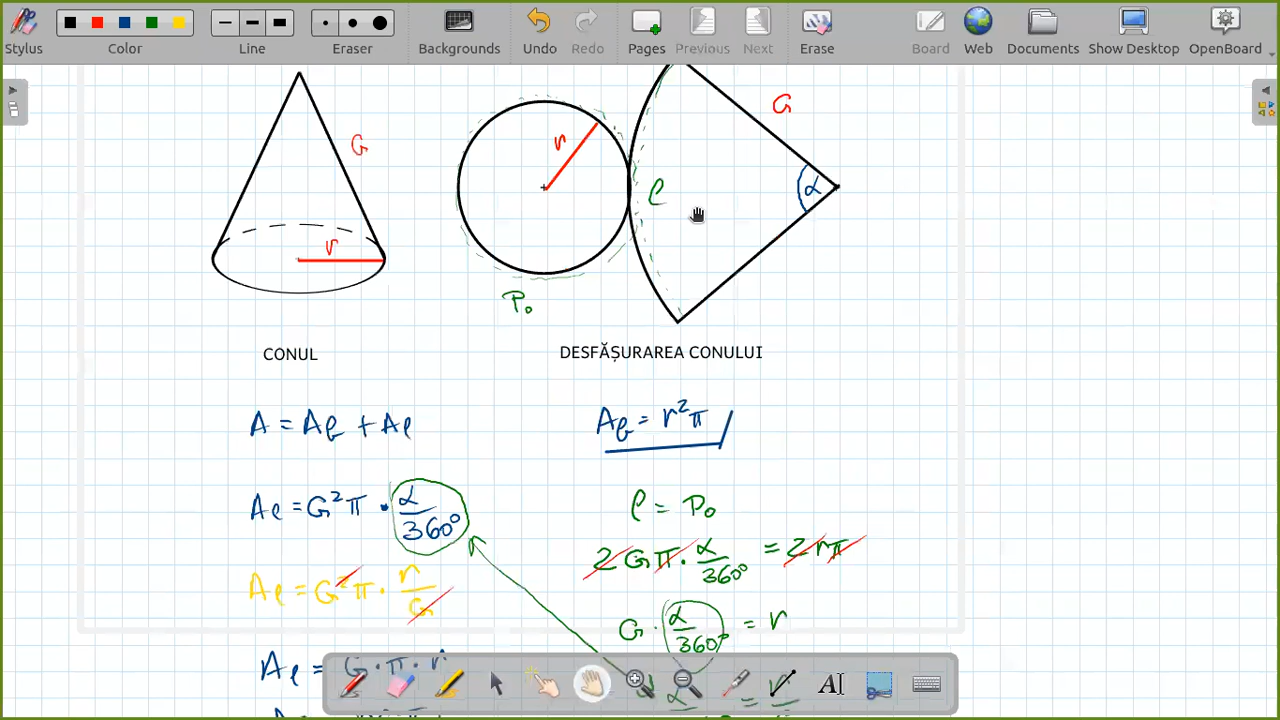 Stylus Color Line Eraser Backgrounds Undo Redo Pages Previous Next Erase Board Web Documents Show Desktop OpenBoard
G
G
r
α
ℓ
r
P₀
CONUL
DESFĂȘURAREA CONULUI
A = Ab + Aℓ
Ab = r²π
Aℓ = G²π · α/360°
ℓ = P₀
2Gπ · α/360° = 2rπ
Aℓ = G²π · r/G
G · α/360° = r
Aℓ = G · π · r
AI